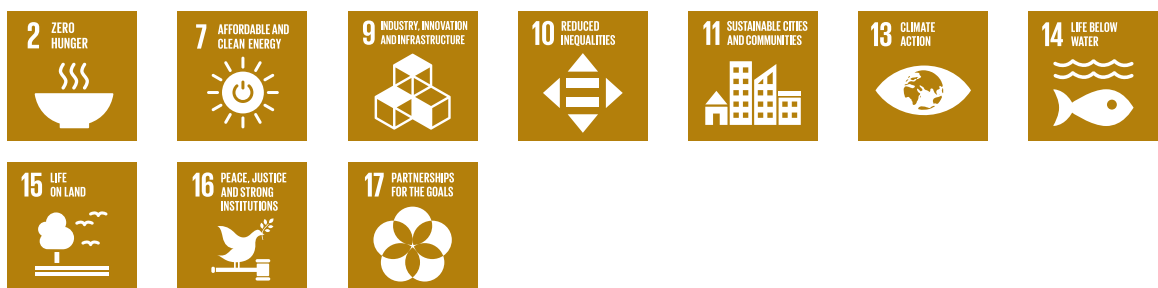 2 ZERO
HUNGER
7 AFFORDABLE AND
CLEAN ENERGY
9 INDUSTRY, INNOVATION
AND INFRASTRUCTURE
10 REDUCED
INEQUALITIES
11 SUSTAINABLE CITIES
AND COMMUNITIES
13 CLIMATE
ACTION
14 LIFE BELOW
WATER
15 LIFE
ON LAND
16 PEACE, JUSTICE
AND STRONG
INSTITUTIONS
17 PARTNERSHIPS
FOR THE GOALS